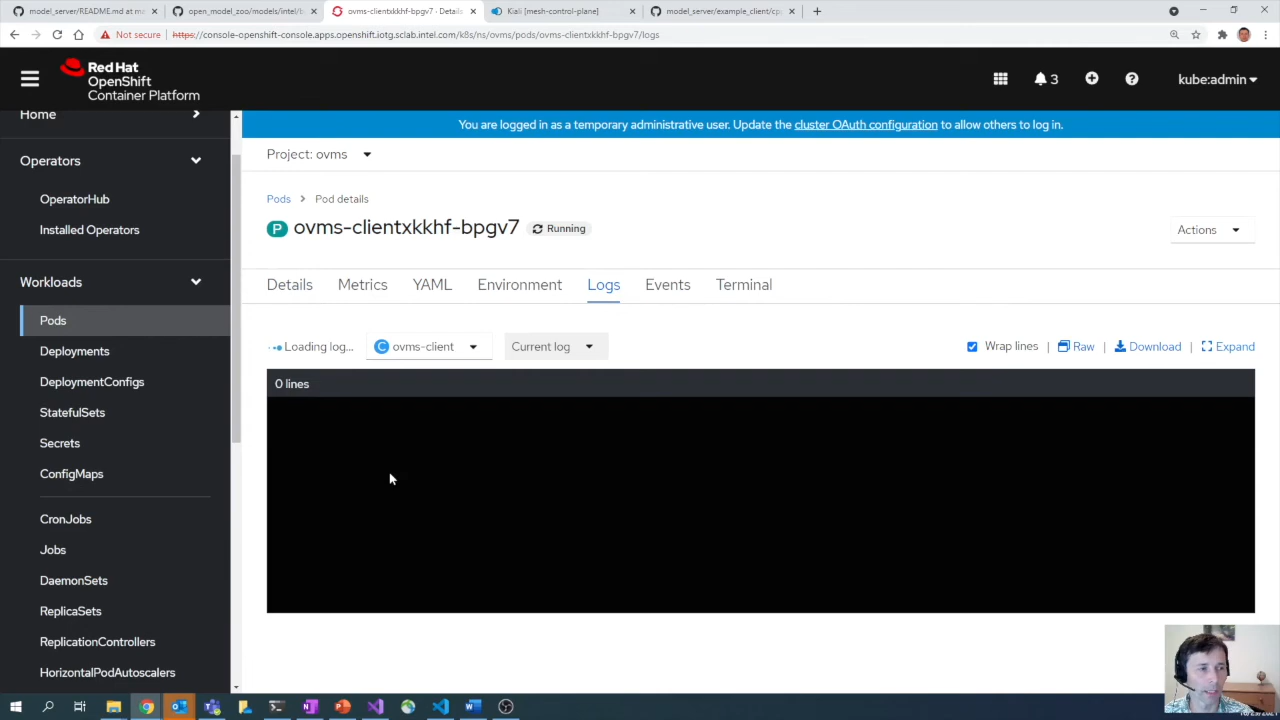 model_server/README.md at m
open_model_zoo/models/intel/b
ovms-clientxkkhf-bpgv7 · Details
Kiali [mesh-control-plane]
model_server/example_client/cp
Not secure
https://console-openshift-console.apps.openshift.iotg.sclab.intel.com/k8s/ns/ovms/pods/ovms-clientxkkhf-bpgv7/logs
Red Hat
OpenShift
Container Platform
3
kube:admin
You are logged in as a temporary administrative user. Update the cluster OAuth configuration to allow others to log in.
Home
Operators
OperatorHub
Installed Operators
Workloads
Pods
Deployments
DeploymentConfigs
StatefulSets
Secrets
ConfigMaps
CronJobs
Jobs
DaemonSets
ReplicaSets
ReplicationControllers
HorizontalPodAutoscalers
Project: ovms
Pods
Pod details
P
ovms-clientxkkhf-bpgv7
Running
Actions
Details
Metrics
YAML
Environment
Logs
Events
Terminal
Loading log...
C
ovms-client
Current log
Wrap lines
Raw
Download
Expand
0 lines